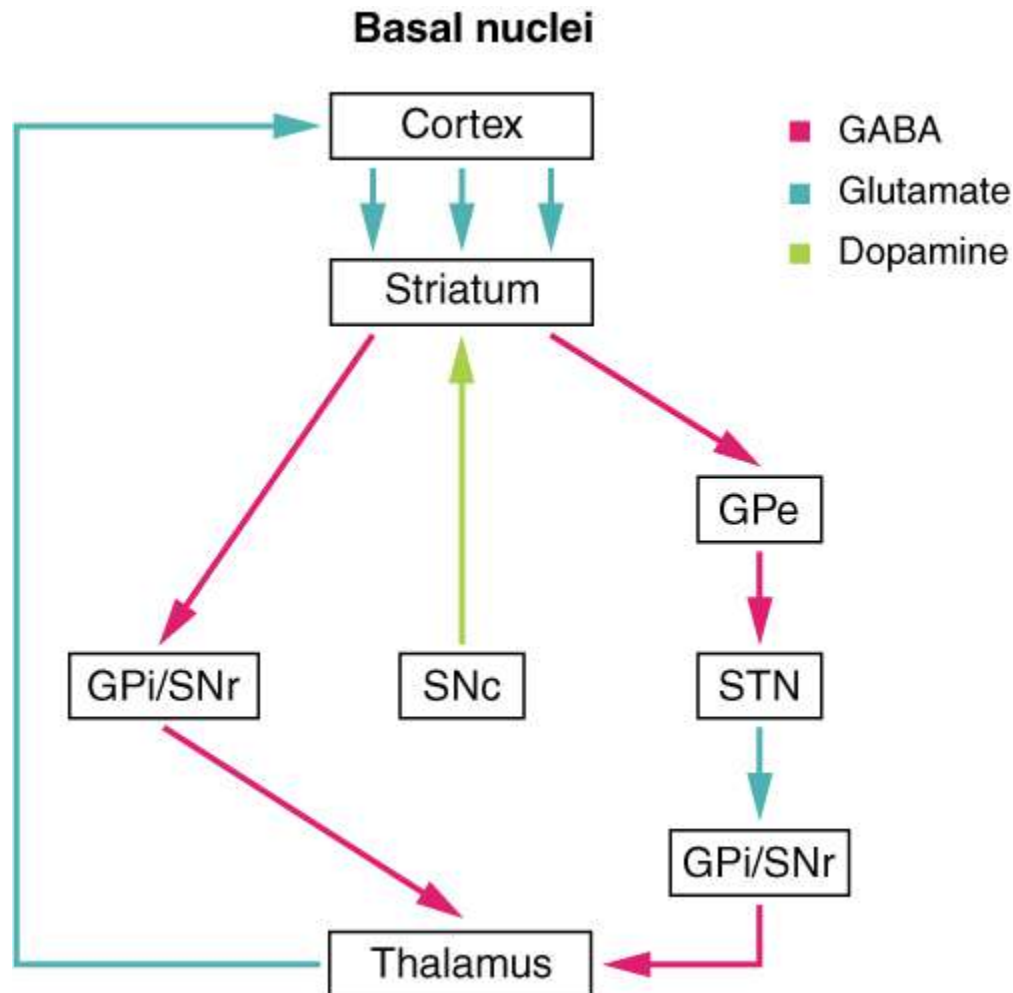 Basal nuclei
Cortex
GABA
Glutamate
Dopamine
Striatum
GPe
GPi/SNr
SNc
STN
GPi/SNr
Thalamus